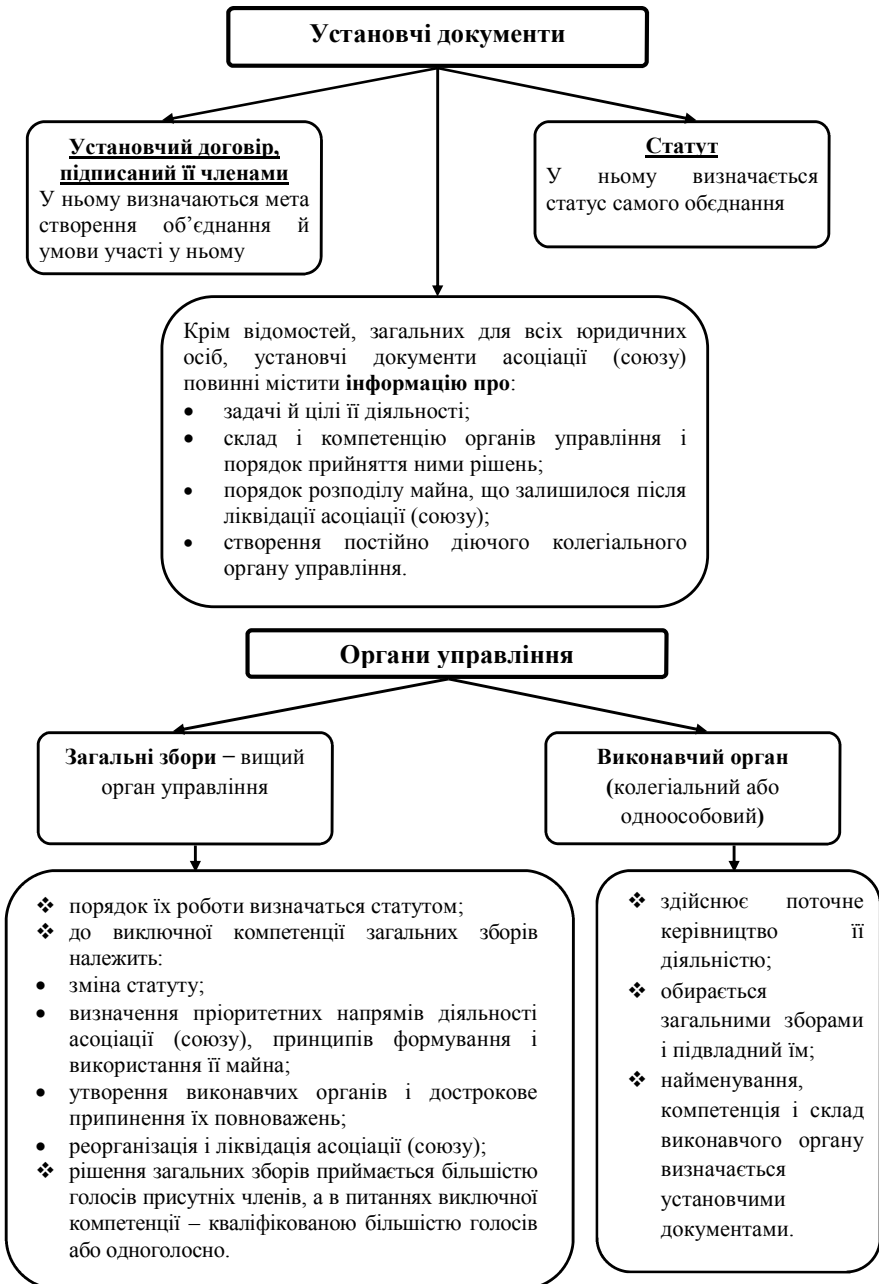 Установчі документи
Установчий договір,
підписаний її членами
У ньому визначаються мета
створення об’єднання й
умови участі у ньому
Статут
У ньому визначається
статус самого обєднання
Крім відомостей, загальних для всіх юридичних
осіб, установчі документи асоціації (союзу)
повинні містити інформацію про:
• задачі й цілі її діяльності;
• склад і компетенцію органів управління і
порядок прийняття ними рішень;
• порядок розподілу майна, що залишилося після
ліквідації асоціації (союзу);
• створення постійно діючого колегіального
органу управління.
Органи управління
Загальні збори – вищий
орган управління
Виконавчий орган
(колегіальний або
одноособовий)
❖ порядок їх роботи визначаться статутом;
❖ до виключної компетенції загальних зборів
належить:
• зміна статуту;
• визначення пріоритетних напрямів діяльності
асоціації (союзу), принципів формування і
використання її майна;
• утворення виконавчих органів і дострокове
припинення їх повноважень;
• реорганізація і ліквідація асоціації (союзу);
❖ рішення загальних зборів приймається більшістю
голосів присутніх членів, а в питаннях виключної
компетенції – кваліфікованою більшістю голосів
або одноголосно.
❖ здійснює поточне
керівництво її
діяльністю;
❖ обирається
загальними зборами
і підвладний їм;
❖ найменування,
компетенція і склад
виконавчого органу
визначається
установчими
документами.